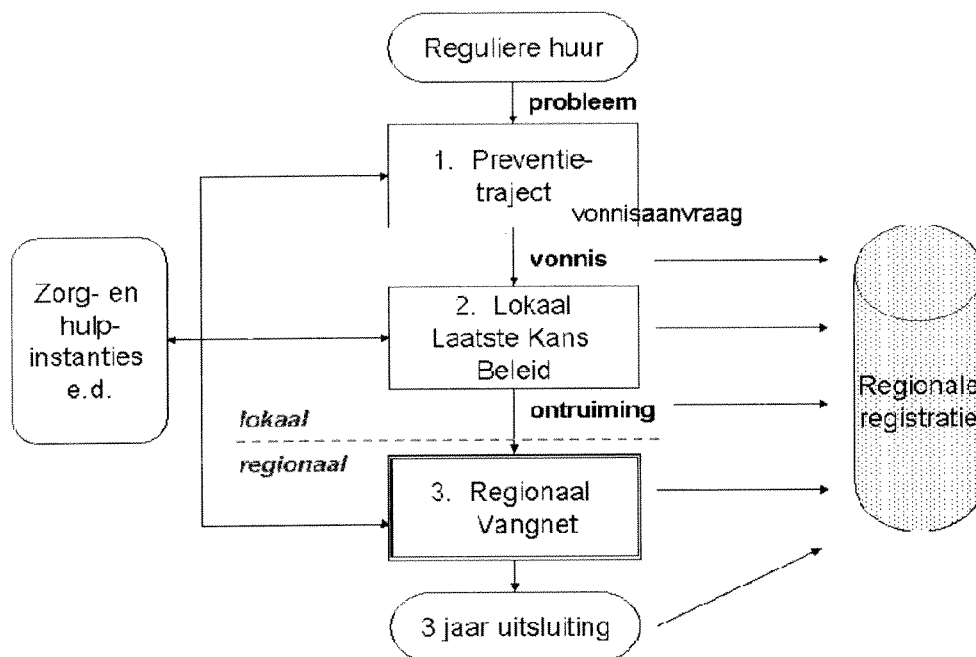 Reguliere huur
probleem
1. Preventie-
traject
vonnisaanvraag
vonnis
Zorg- en
hulp-
instanties
e.d.
2. Lokaal
Laatste Kans
Beleid
ontruiming
lokaal
regionaal
Regionale
registratie
3. Regionaal
Vangnet
3 jaar uitsluiting